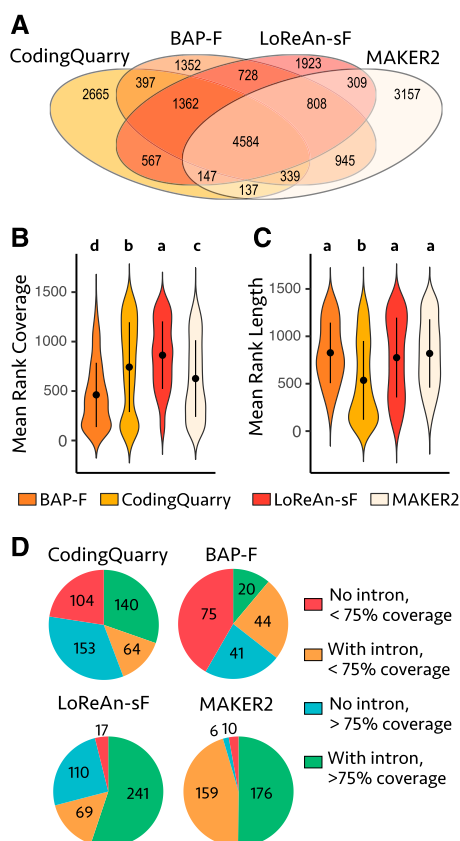 A
BAP-F
LoReAn-sF
CodingQuarry
MAKER2
1352
1923
397
728
309
2665
3157
1362
808
4584
567
945
147
339
137
B
C
d
b
a
c
a
b
a
a
Mean Rank Coverage
1500
1000
500
0
Mean Rank Length
1500
1000
500
0
BAP-F
CodingQuarry
LoReAn-sF
MAKER2
D
CodingQuarry
BAP-F
104
140
153
64
20
75
44
41
LoReAn-sF
MAKER2
17
110
241
69
6
10
159
176
No intron,
< 75% coverage
With intron,
< 75% coverage
No intron,
> 75% coverage
With intron,
>75% coverage